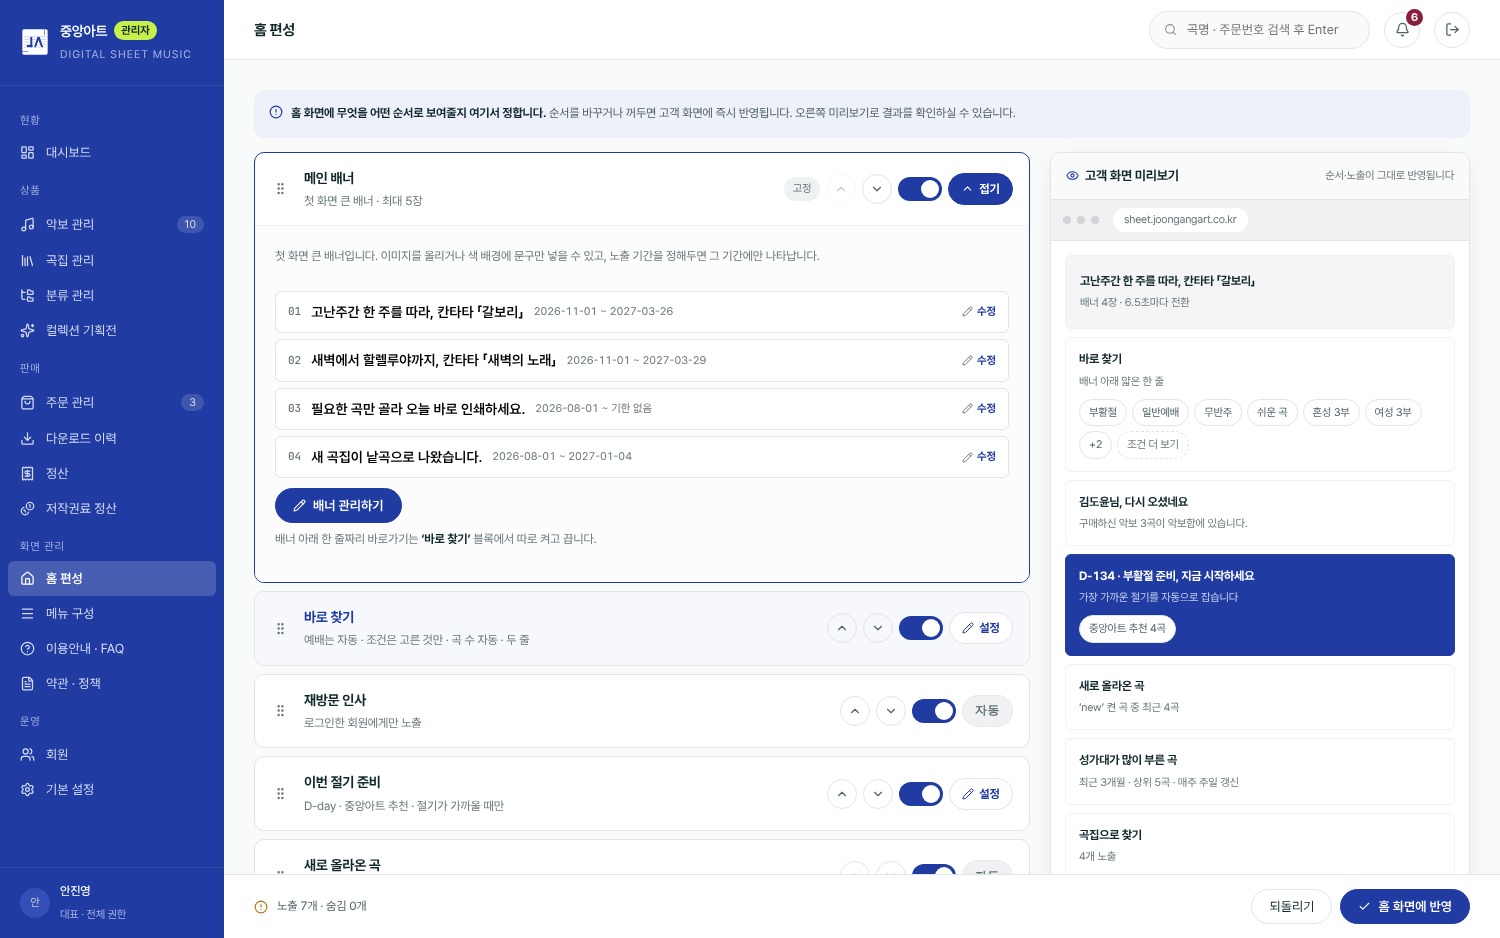 JA
중앙아트 관리자
DIGITAL SHEET MUSIC
현황
대시보드
상품
악보 관리 10
곡집 관리
분류 관리
컬렉션 기획전
판매
주문 관리 3
다운로드 이력
정산
저작권료 정산
화면 관리
홈 편성
메뉴 구성
이용안내 · FAQ
약관 · 정책
운영
회원
기본 설정
안 안진영
대표 · 전체 권한
홈 편성
곡명 · 주문번호 검색 후 Enter
6
홈 화면에 무엇을 어떤 순서로 보여줄지 여기서 정합니다. 순서를 바꾸거나 꺼두면 고객 화면에 즉시 반영됩니다. 오른쪽 미리보기로 결과를 확인하실 수 있습니다.
메인 배너
첫 화면 큰 배너 · 최대 5장
고정
접기
첫 화면 큰 배너입니다. 이미지를 올리거나 색 배경에 문구만 넣을 수 있고, 노출 기간을 정해두면 그 기간에만 나타납니다.
01 고난주간 한 주를 따라, 칸타타 「갈보리」 2026-11-01 ~ 2027-03-26 수정
02 새벽에서 할렐루야까지, 칸타타 「새벽의 노래」 2026-11-01 ~ 2027-03-29 수정
03 필요한 곡만 골라 오늘 바로 인쇄하세요. 2026-08-01 ~ 기한 없음 수정
04 새 곡집이 낱곡으로 나왔습니다. 2026-08-01 ~ 2027-01-04 수정
배너 관리하기
배너 아래 한 줄짜리 바로가기는 ‘바로 찾기’ 블록에서 따로 켜고 끕니다.
바로 찾기
예배는 자동 · 조건은 고른 것만 · 곡 수 자동 · 두 줄
설정
재방문 인사
로그인한 회원에게만 노출
자동
이번 절기 준비
D-day · 중앙아트 추천 · 절기가 가까울 때만
설정
새로 올라온 곡
자동
고객 화면 미리보기
순서·노출이 그대로 반영됩니다
sheet.joongangart.co.kr
고난주간 한 주를 따라, 칸타타 「갈보리」
배너 4장 · 6.5초마다 전환
바로 찾기
배너 아래 얇은 한 줄
부활절 일반예배 무반주 쉬운 곡 혼성 3부 여성 3부
+2 조건 더 보기
김도윤님, 다시 오셨네요
구매하신 악보 3곡이 악보함에 있습니다.
D-134 · 부활절 준비, 지금 시작하세요
가장 가까운 절기를 자동으로 잡습니다
중앙아트 추천 4곡
새로 올라온 곡
‘new’ 켠 곡 중 최근 4곡
성가대가 많이 부른 곡
최근 3개월 · 상위 5곡 · 매주 주일 갱신
곡집으로 찾기
4개 노출
노출 7개 · 숨김 0개
되돌리기
홈 화면에 반영